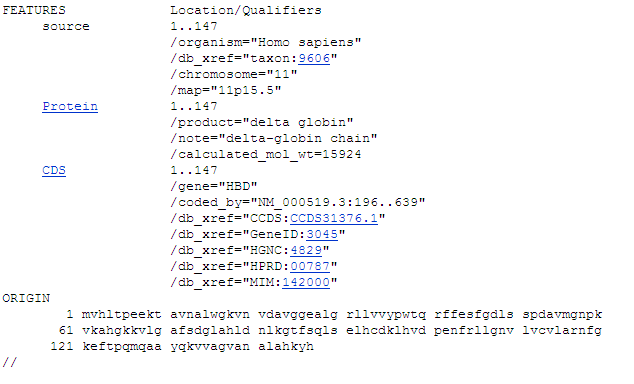 FEATURES             Location/Qualifiers
     source          1..147
                     /organism="Homo sapiens"
                     /db_xref="taxon:9606"
                     /chromosome="11"
                     /map="11p15.5"
     Protein         1..147
                     /product="delta globin"
                     /note="delta-globin chain"
                     /calculated_mol_wt=15924
     CDS             1..147
                     /gene="HBD"
                     /coded_by="NM_000519.3:196..639"
                     /db_xref="CCDS:CCDS31376.1"
                     /db_xref="GeneID:3045"
                     /db_xref="HGNC:4829"
                     /db_xref="HPRD:00787"
                     /db_xref="MIM:142000"
ORIGIN
        1 mvhltpeekt avnalwgkvn vdavggealg rllvvypwtq rffesfgdls spdavmgnpk
       61 vkahgkkvlg afsdglahld nlkgtfsqls elhcdklhvd penfrllgnv lvcvlarnfg
      121 keftpqmqaa yqkvvagvan alahkyh
//